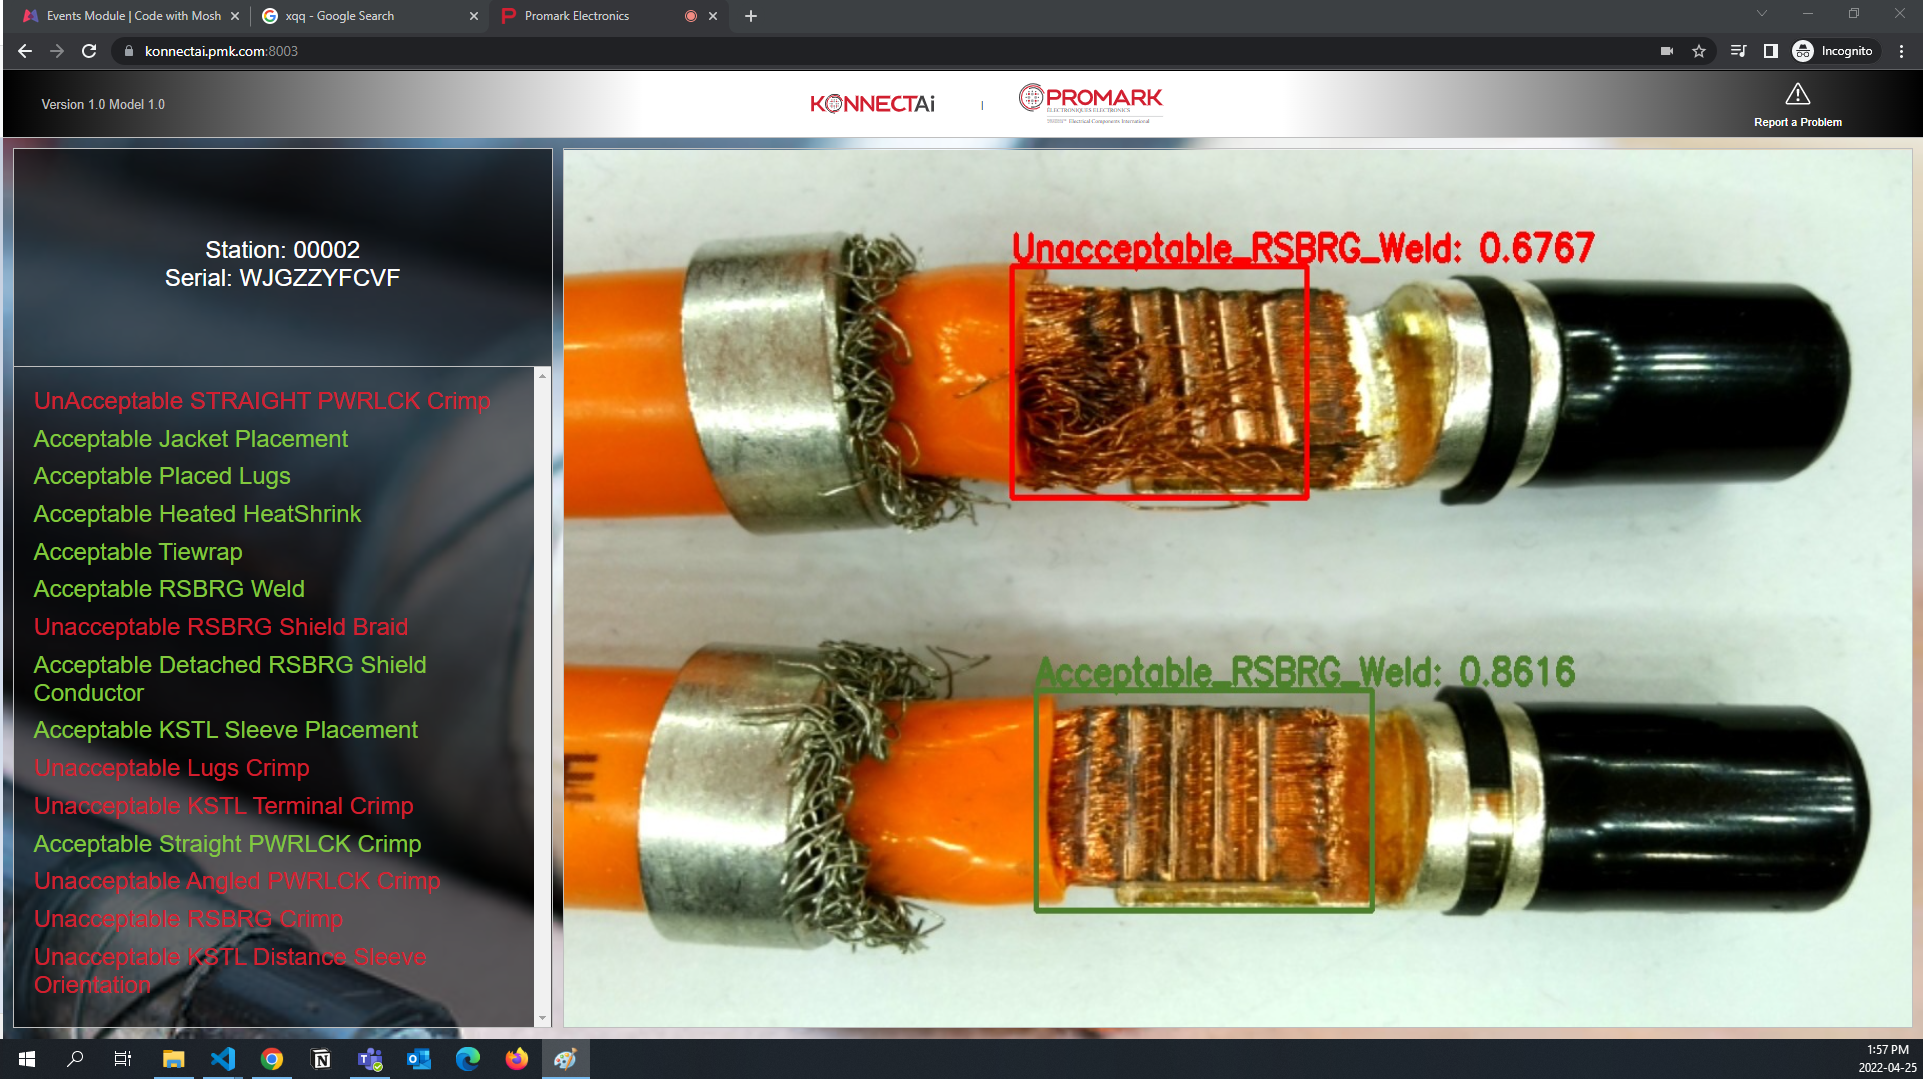 Events Module | Code with Mosh
xqq - Google Search
Promark Electronics
konnectai.pmk.com:8003
Incognito
Version 1.0 Model 1.0
KONNECTAi
|
PROMARK
ÉLECTRONIQUES ELECTRONICS
Electrical Components International
Report a Problem
Station: 00002
Serial: WJGZZYFCVF
UnAcceptable STRAIGHT PWRLCK Crimp
Acceptable Jacket Placement
Acceptable Placed Lugs
Acceptable Heated HeatShrink
Acceptable Tiewrap
Acceptable RSBRG Weld
Unacceptable RSBRG Shield Braid
Acceptable Detached RSBRG Shield
Conductor
Acceptable KSTL Sleeve Placement
Unacceptable Lugs Crimp
Unacceptable KSTL Terminal Crimp
Acceptable Straight PWRLCK Crimp
Unacceptable Angled PWRLCK Crimp
Unacceptable RSBRG Crimp
Unacceptable KSTL Distance Sleeve
Orientation
Unacceptable_RSBRG_Weld: 0.6767
Acceptable_RSBRG_Weld: 0.8616
1:57 PM
2022-04-25